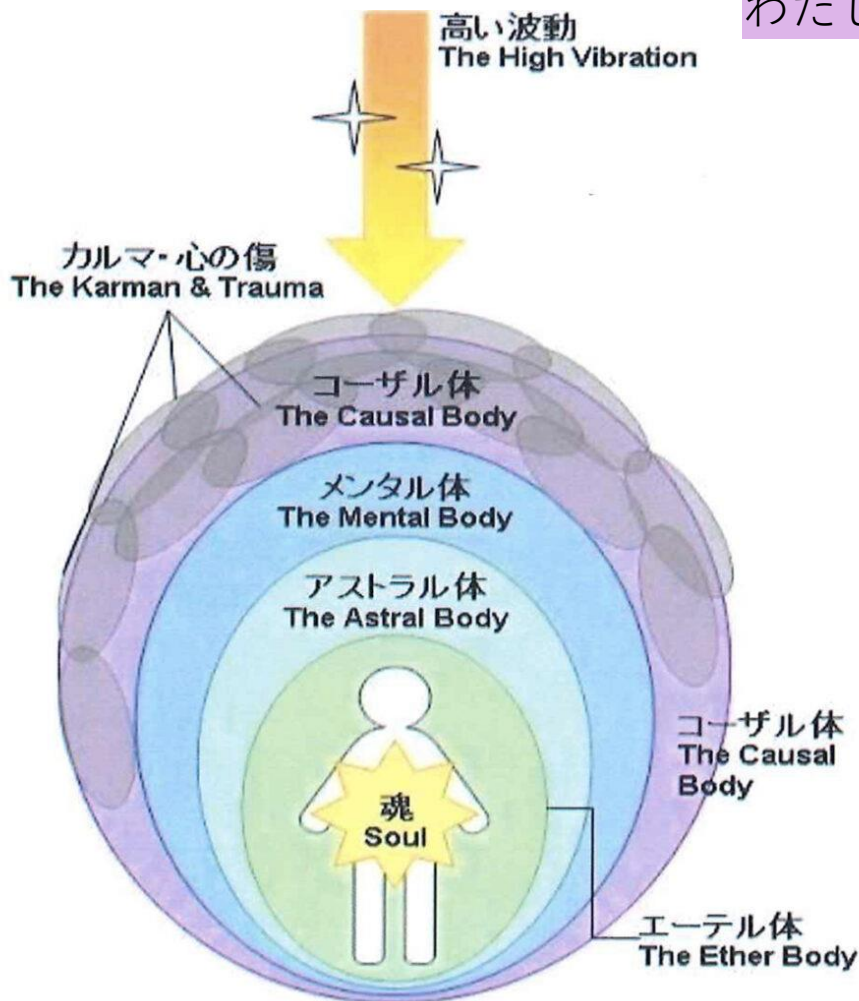 わたし
高い波動
The High Vibration
カルマ・心の傷
The Karman & Trauma
コーザル体
The Causal Body
メンタル体
The Mental Body
アストラル体
The Astral Body
魂
Soul
コーザル体
The Causal
Body
エーテル体
The Ether Body